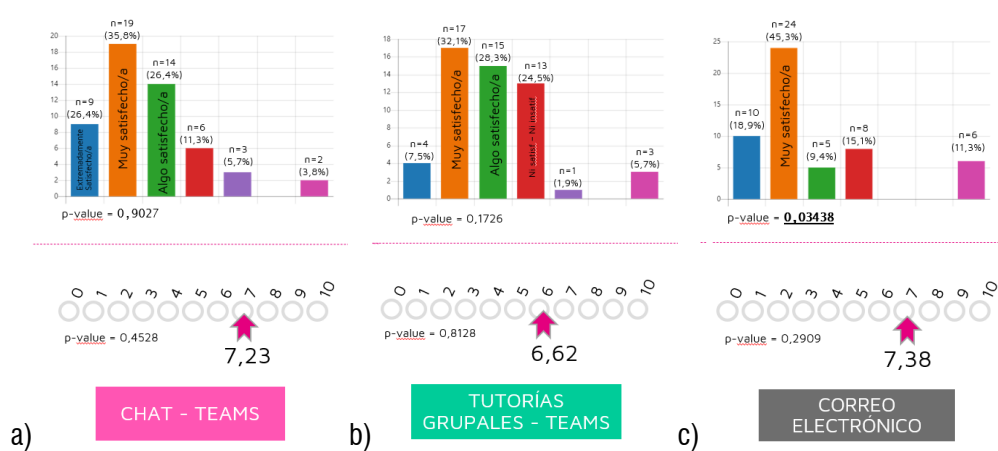 n=19
(35,8%)
n=14
(26,4%)
n=9
(26,4%)
n=6
(11,3%)
n=3
(5,7%)
n=2
(3,8%)
20
18
16
14
12
10
8
6
4
2
0
Extremadamente
Satisfecho/a
Muy satisfecho/a
Algo satisfecho/a
p-value = 0,9027
0 1 2 3 4 5 6 7 8 9 10
p-value = 0,4528
7,23
a)
CHAT - TEAMS
n=17
(32,1%)
n=15
(28,3%)
n=13
(24,5%)
n=4
(7,5%)
n=1
(1,9%)
n=3
(5,7%)
18
16
14
12
10
8
6
4
2
0
Muy satisfecho/a
Algo satisfecho/a
Ni satisf - Ni insatif
p-value = 0,1726
0 1 2 3 4 5 6 7 8 9 10
p-value = 0,8128
6,62
b)
TUTORÍAS
GRUPALES - TEAMS
n=24
(45,3%)
n=10
(18,9%)
n=5
(9,4%)
n=8
(15,1%)
n=6
(11,3%)
25
20
15
10
5
0
Muy satisfecho/a
p-value = 0,03438
0 1 2 3 4 5 6 7 8 9 10
p-value = 0,2909
7,38
c)
CORREO
ELECTRÓNICO